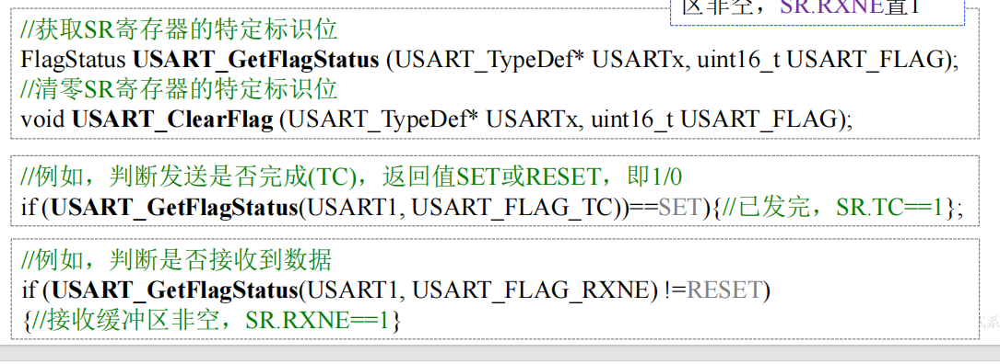 区非空，SR.RXNE置1
//获取SR寄存器的特定标识位
FlagStatus USART_GetFlagStatus (USART_TypeDef* USARTx, uint16_t USART_FLAG);
//清零SR寄存器的特定标识位
void USART_ClearFlag (USART_TypeDef* USARTx, uint16_t USART_FLAG);
//例如，判断发送是否完成(TC)，返回值SET或RESET，即1/0
if (USART_GetFlagStatus(USART1, USART_FLAG_TC))==SET){//已发完，SR.TC==1};
//例如，判断是否接收到数据
if (USART_GetFlagStatus(USART1, USART_FLAG_RXNE) !=RESET)
{//接收缓冲区非空，SR.RXNE==1}